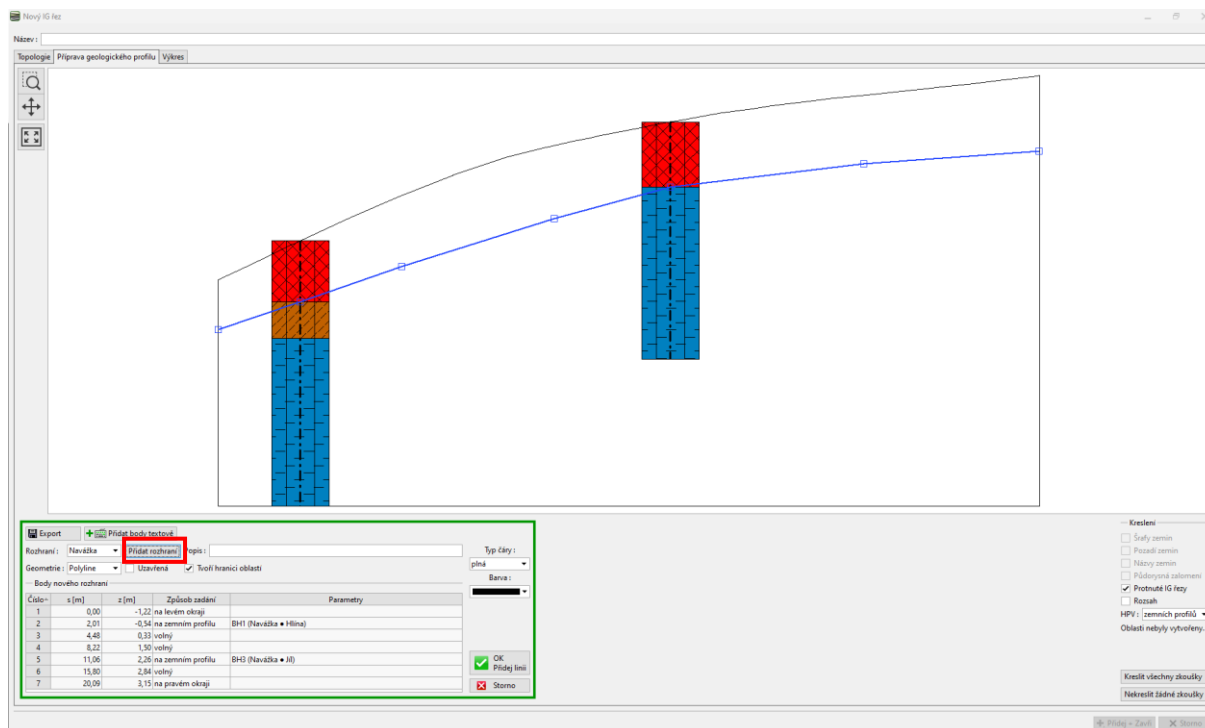 Nový IG řez
Název :
Topologie Příprava geologického profilu Výkres
Export Přidat body textově
Rozhraní : Navážka Přidat rozhraní Popis :
Geometrie : Polyline Uzavřená Tvoří hranici oblastí
Body nového rozhraní
Číslo s [m] z [m] Způsob zadání Parametry
1 0,00 -1,22 na levém okraji
2 2,01 -0,54 na zemním profilu BH1 (Navážka ● Hlína)
3 4,48 0,33 volný
4 8,22 1,50 volný
5 11,06 2,26 na zemním profilu BH3 (Navážka ● Jíl)
6 15,80 2,84 volný
7 20,09 3,15 na pravém okraji
Typ čáry :
plná
Barva :
OK
Přidej linii
Storno
Kreslení
Šrafy zemin
Pozadí zemin
Názvy zemin
Půdorysná zalomení
Protnuté IG řezy
Rozsah
HPV : zemních profilů
Oblasti nebyly vytvořeny.
Kreslit všechny zkoušky
Nekreslit žádné zkoušky
Přidej + Zavři Storno